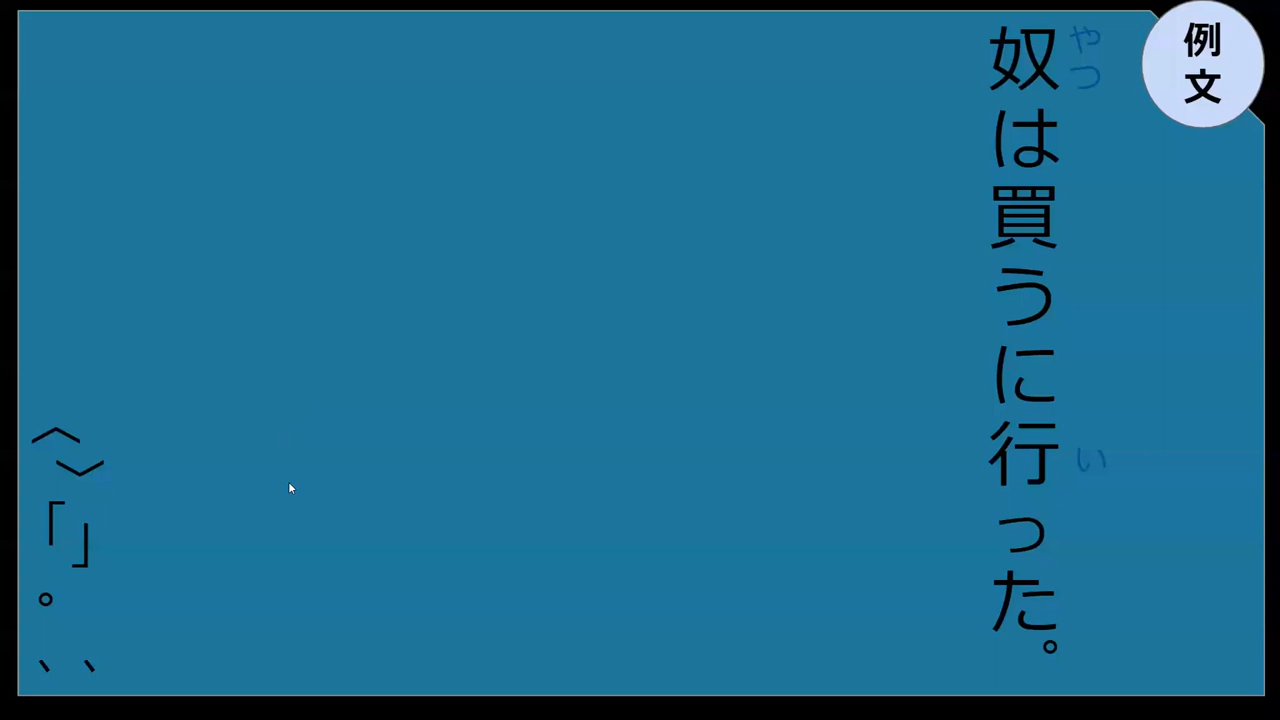 例文
奴は買うに行った。
やつ
い
〈〉
「」
。
、、